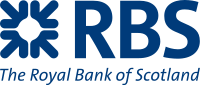 RBS
The Royal Bank of Scotland